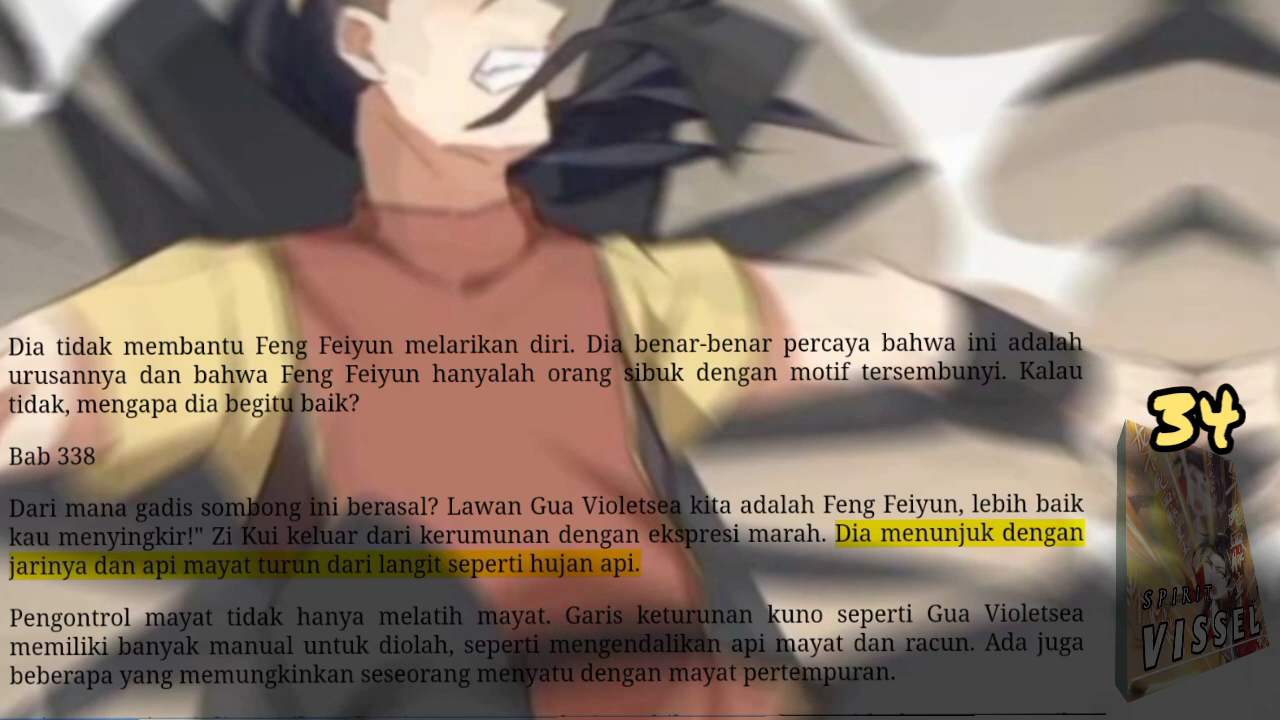 Dia tidak membantu Feng Feiyun melarikan diri. Dia benar-benar percaya bahwa ini adalah
urusannya dan bahwa Feng Feiyun hanyalah orang sibuk dengan motif tersembunyi. Kalau
tidak, mengapa dia begitu baik?
Bab 338
Dari mana gadis sombong ini berasal? Lawan Gua Violetsea kita adalah Feng Feiyun, lebih baik
kau menyingkir!" Zi Kui keluar dari kerumunan dengan ekspresi marah. Dia menunjuk dengan
jarinya dan api mayat turun dari langit seperti hujan api.
Pengontrol mayat tidak hanya melatih mayat. Garis keturunan kuno seperti Gua Violetsea
memiliki banyak manual untuk diolah, seperti mengendalikan api mayat dan racun. Ada juga
beberapa yang memungkinkan seseorang menyatu dengan mayat pertempuran.
34
SPIRIT
VISSEL